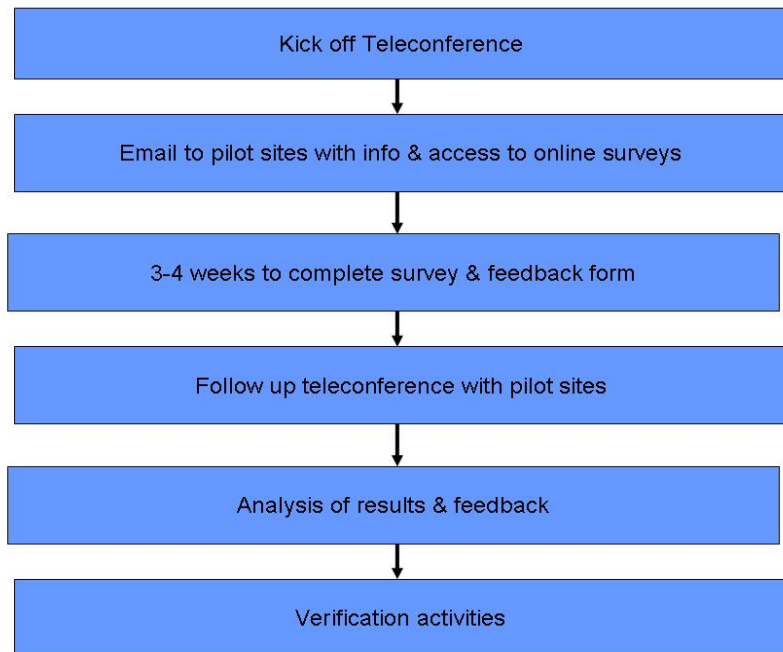 Kick off Teleconference
Email to pilot sites with info & access to online surveys
3-4 weeks to complete survey & feedback form
Follow up teleconference with pilot sites
Analysis of results & feedback
Verification activities